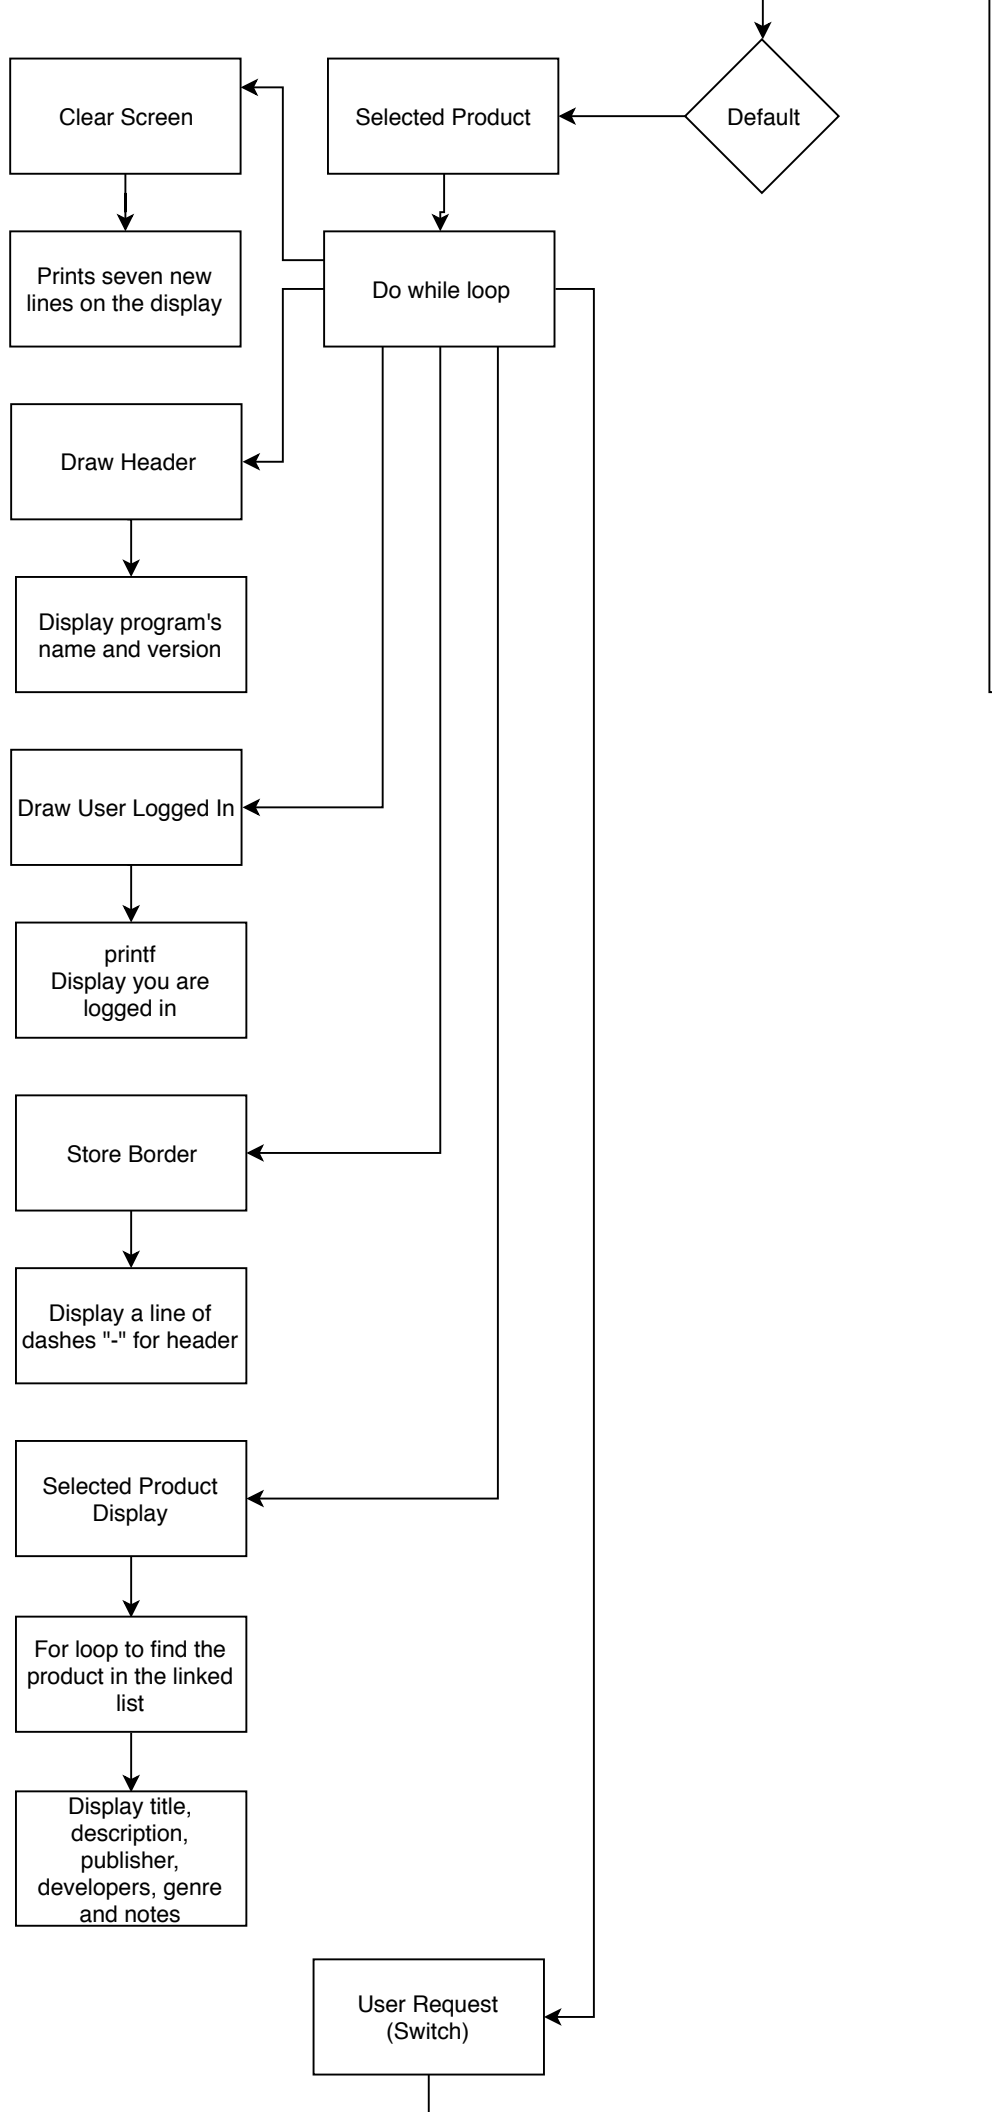 Clear Screen
Selected Product
Default
Prints seven new
lines on the display
Do while loop
Draw Header
Display program's
name and version
Draw User Logged In
printf
Display you are
logged in
Store Border
Display a line of
dashes "-" for header
Selected Product
Display
For loop to find the
product in the linked
list
Display title,
description,
publisher,
developers, genre
and notes
User Request
(Switch)